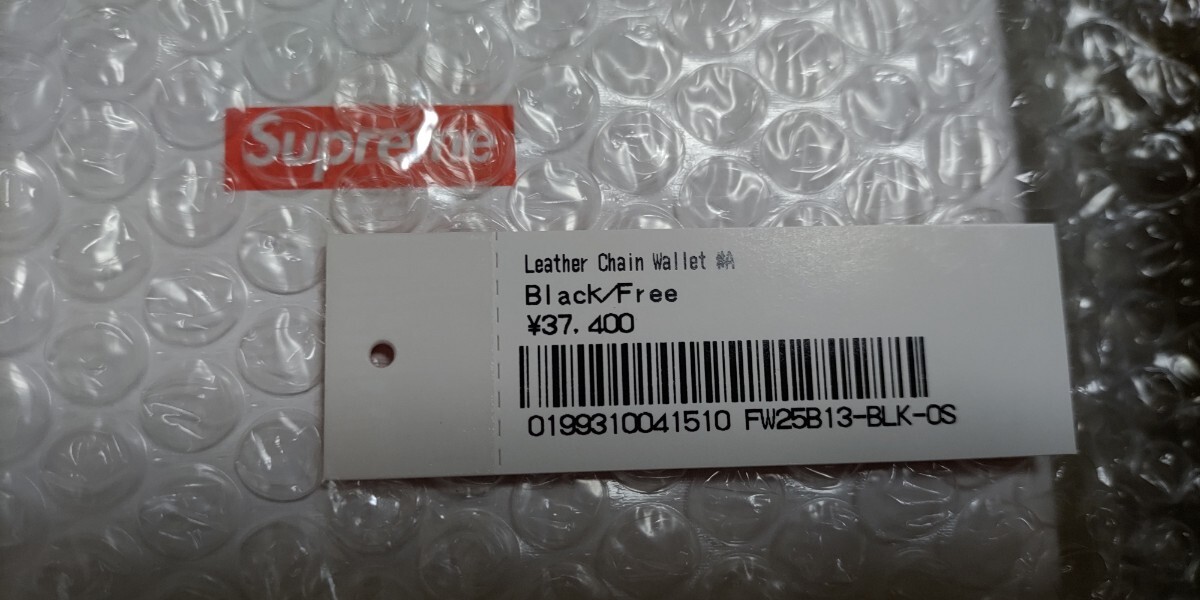 Supreme
Leather Chain Wallet #A
Black/Free
¥37.400
0199310041510 FW25B13-BLK-OS